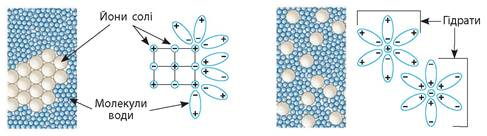 Йони солі
Молекули
води
Гідрати